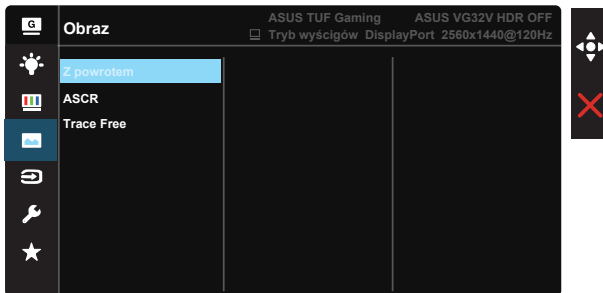 G
Obraz
ASUS TUF Gaming ASUS VG32V HDR OFF
Tryb wyścigów DisplayPort 2560x1440@120Hz
Z powrotem
ASCR
Trace Free